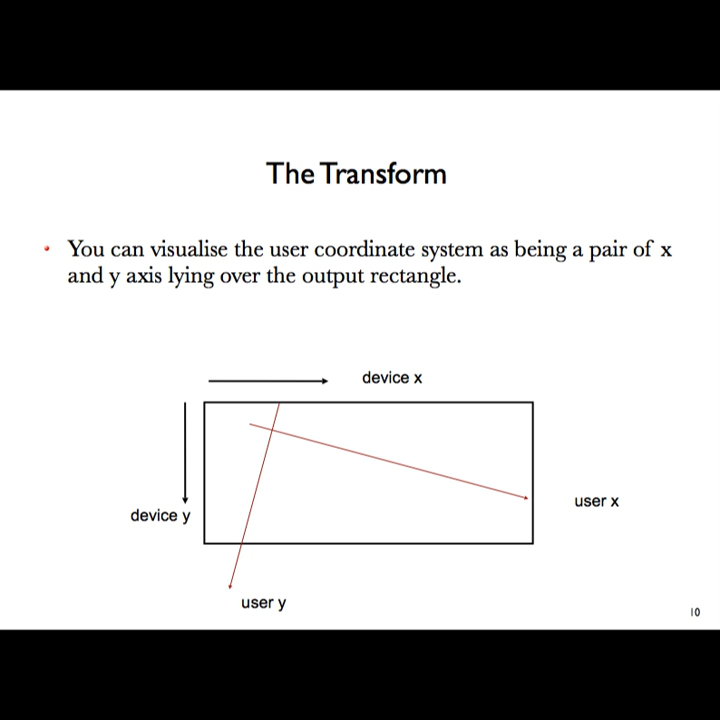 The Transform
• You can visualise the user coordinate system as being a pair of x
and y axis lying over the output rectangle.
device x
device y
user x
user y
10